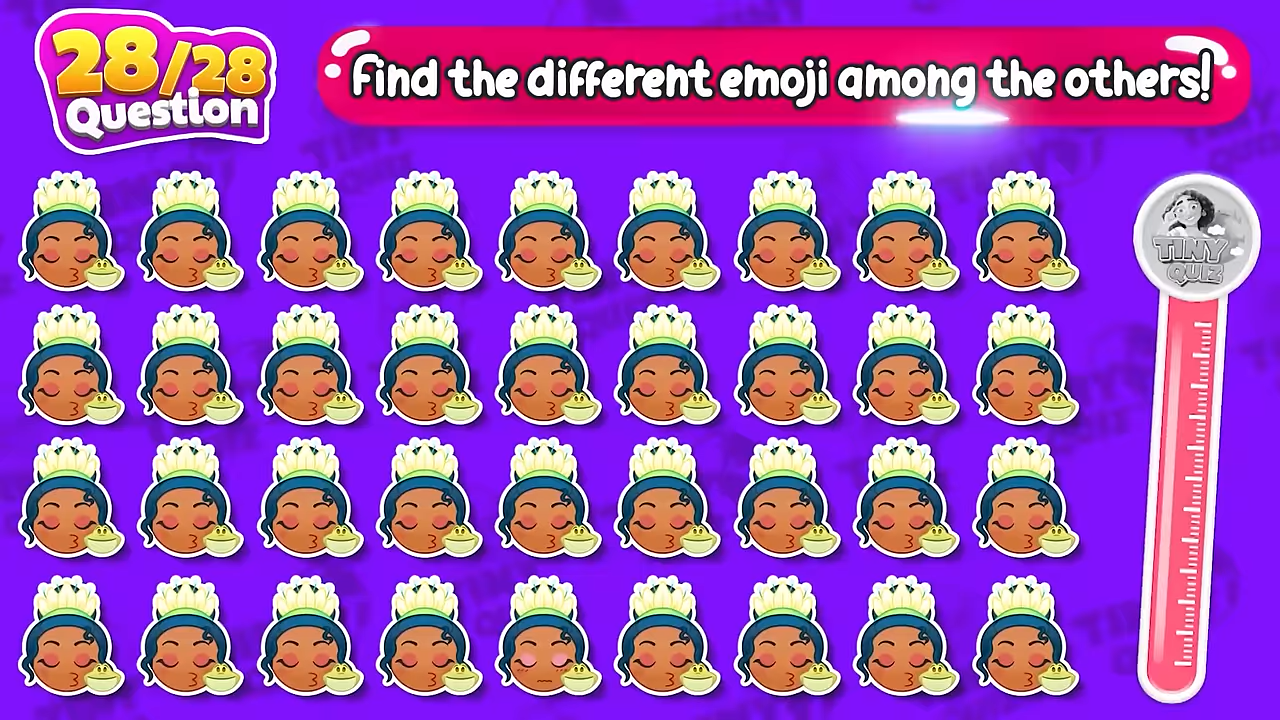 28/28
Question
Find the different emoji among the others!
TINY
QUIZ